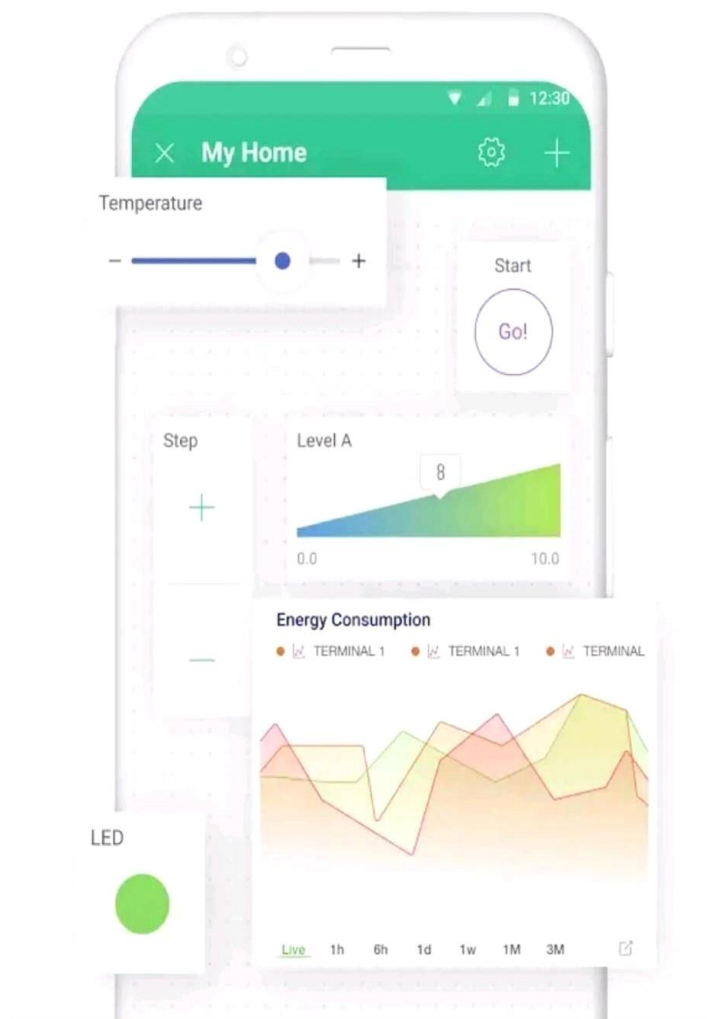 12:30
My Home
Temperature
− +
Start
Go!
Step
+
−
Level A
8
0.0 10.0
Energy Consumption
TERMINAL 1 TERMINAL 1 TERMINAL
LED
Live 1h 6h 1d 1w 1M 3M